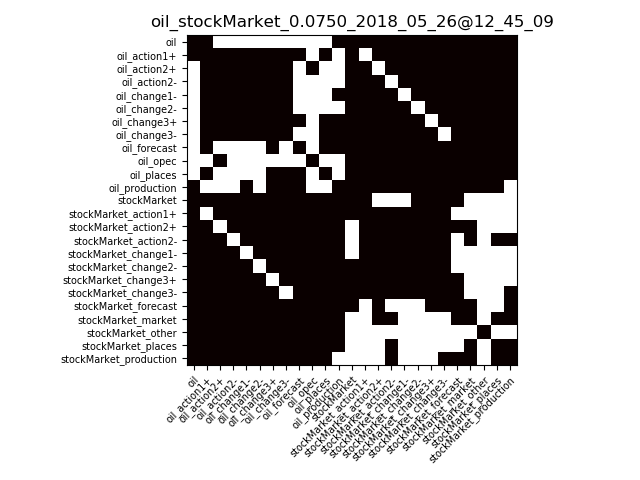 oil_stockMarket_0.0750_2018_05_26@12_45_09
oil
oil_action1+
oil_action2+
oil_action2-
oil_change1-
oil_change2-
oil_change3+
oil_change3-
oil_forecast
oil_opec
oil_places
oil_production
stockMarket
stockMarket_action1+
stockMarket_action2+
stockMarket_action2-
stockMarket_change1-
stockMarket_change2-
stockMarket_change3+
stockMarket_change3-
stockMarket_forecast
stockMarket_market
stockMarket_other
stockMarket_places
stockMarket_production
oil
oil_action1+
oil_action2+
oil_action2-
oil_change1-
oil_change2-
oil_change3+
oil_change3-
oil_forecast
oil_opec
oil_places
oil_production
stockMarket
stockMarket_action1+
stockMarket_action2+
stockMarket_action2-
stockMarket_change1-
stockMarket_change2-
stockMarket_change3+
stockMarket_change3-
stockMarket_forecast
stockMarket_market
stockMarket_other
stockMarket_places
stockMarket_production